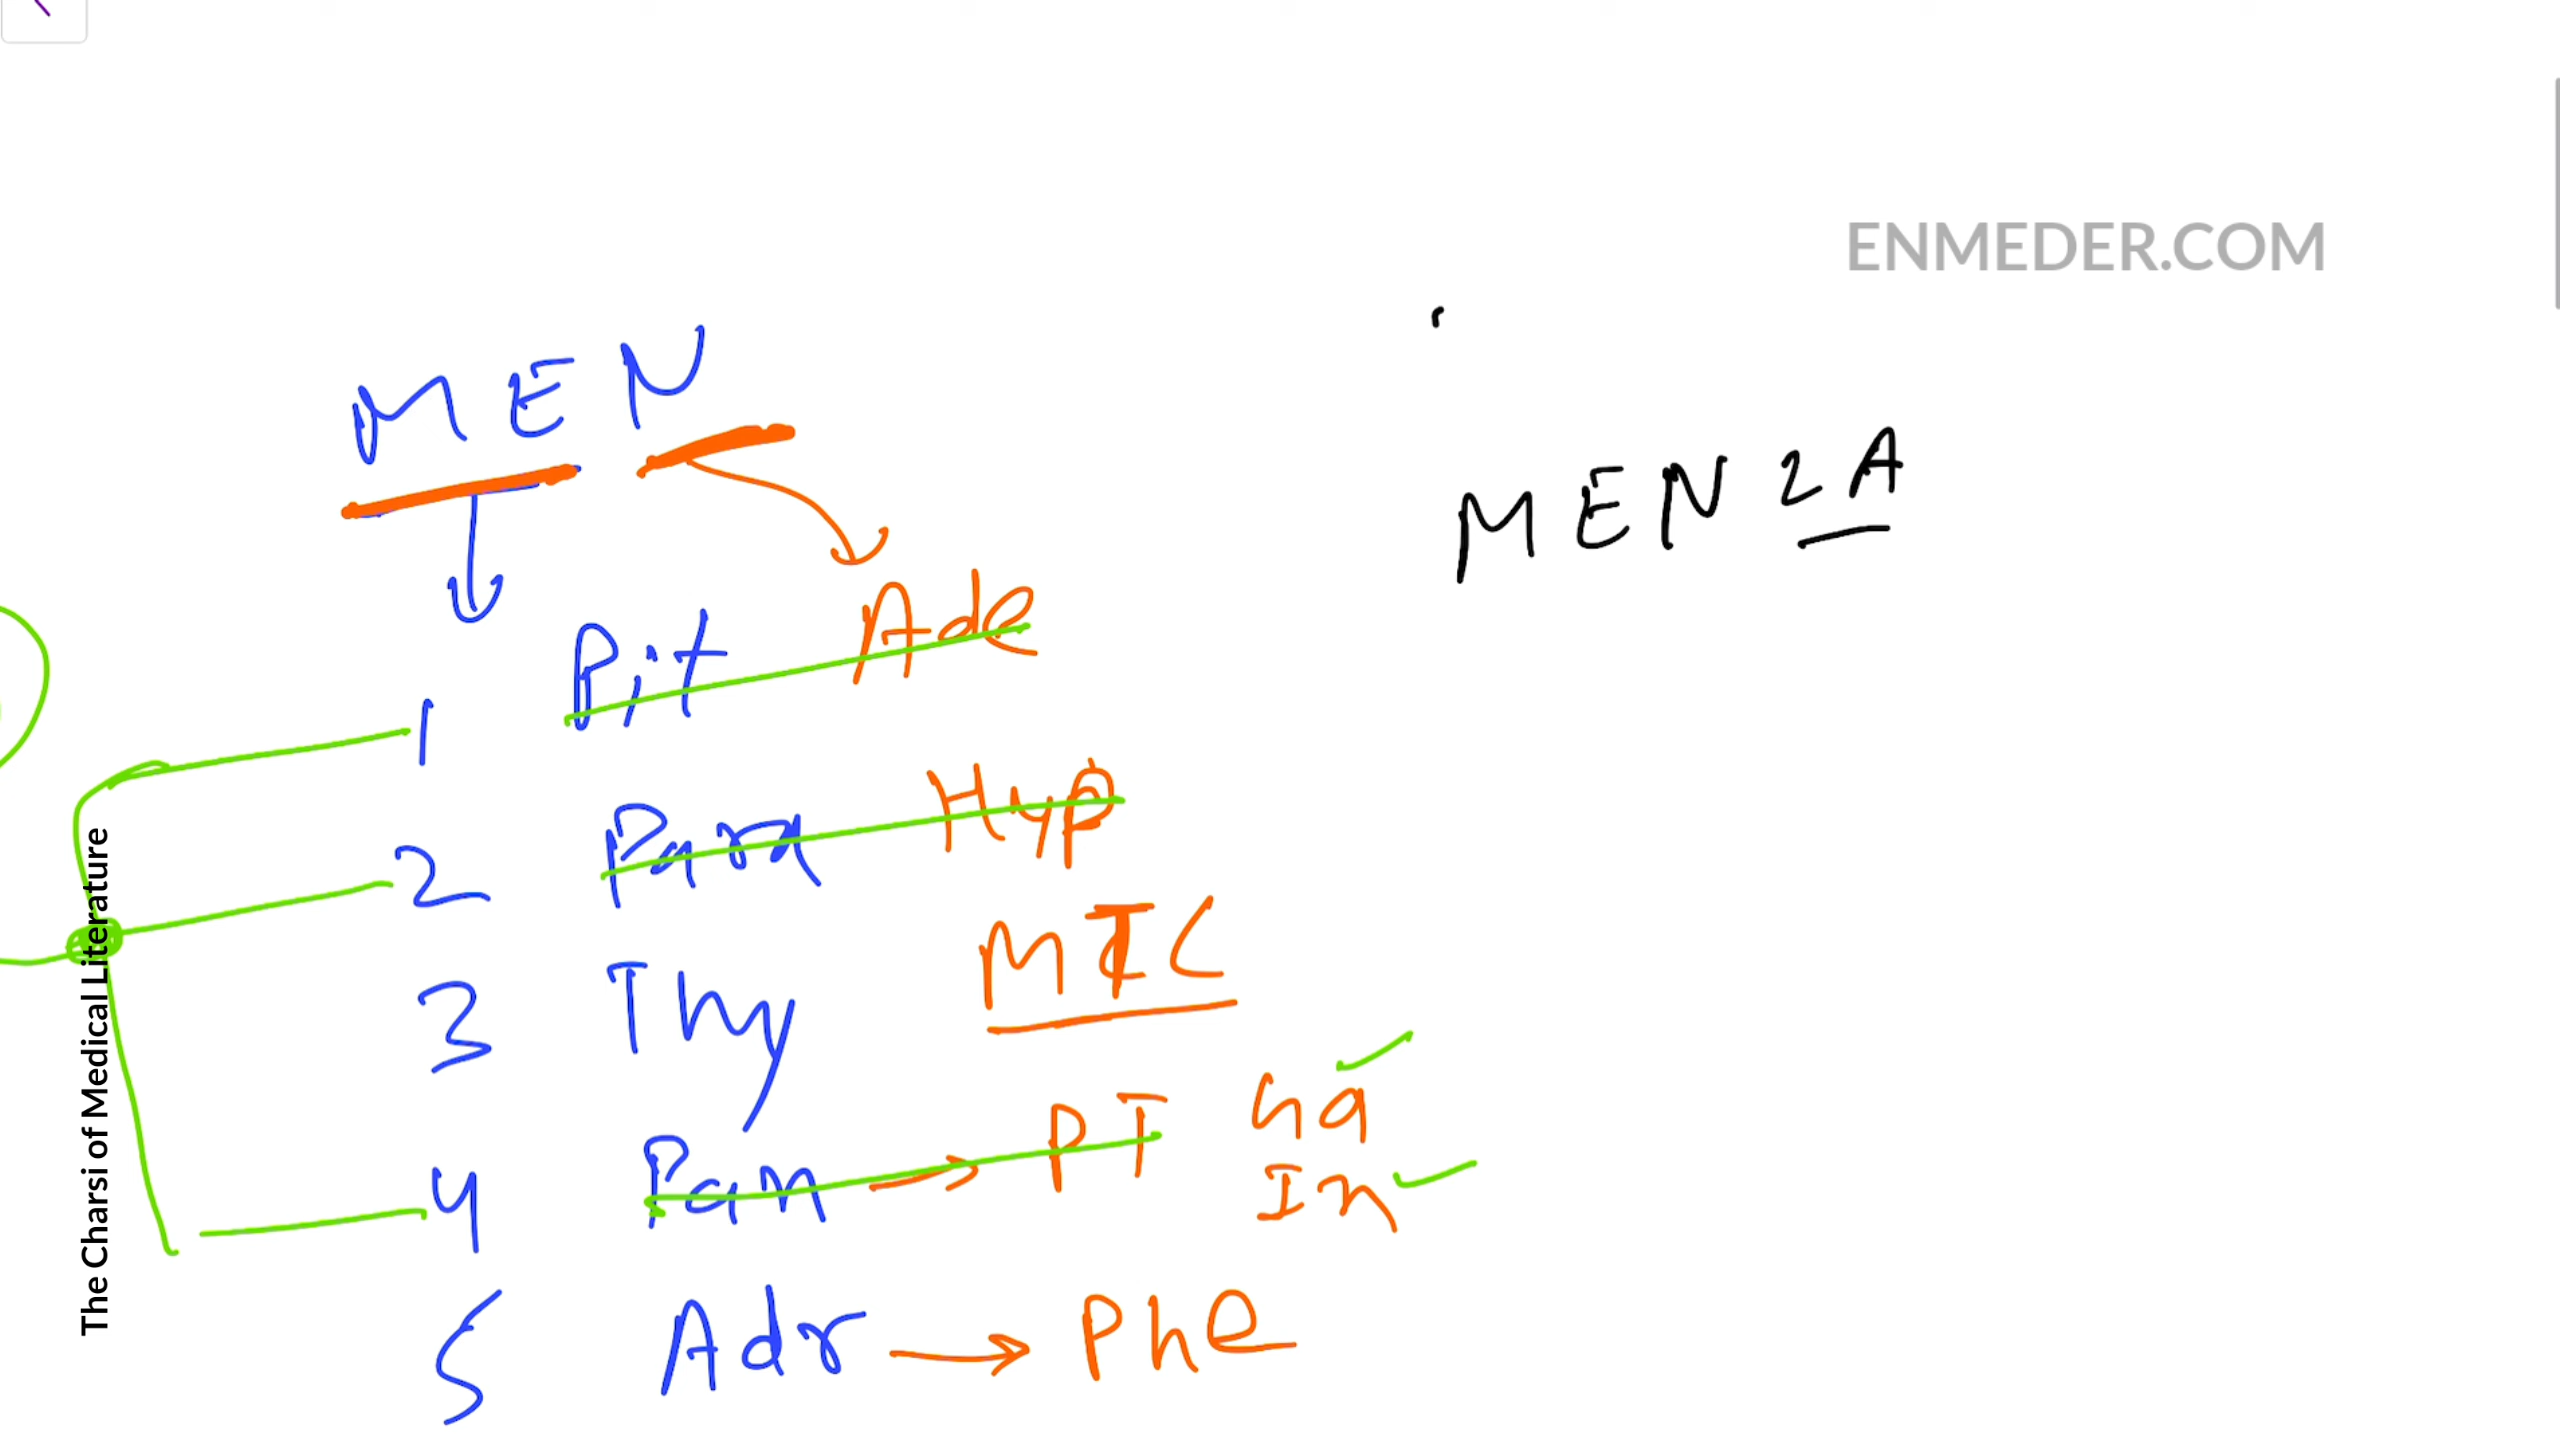 ENMEDER.COM
MEN
MEN 2A
1 Pit Ade
2 Para Hyp
3 Thy MTC
4 Pan → PT Ga
In
5 Adr → Phe
The Charsi of Medical Literature